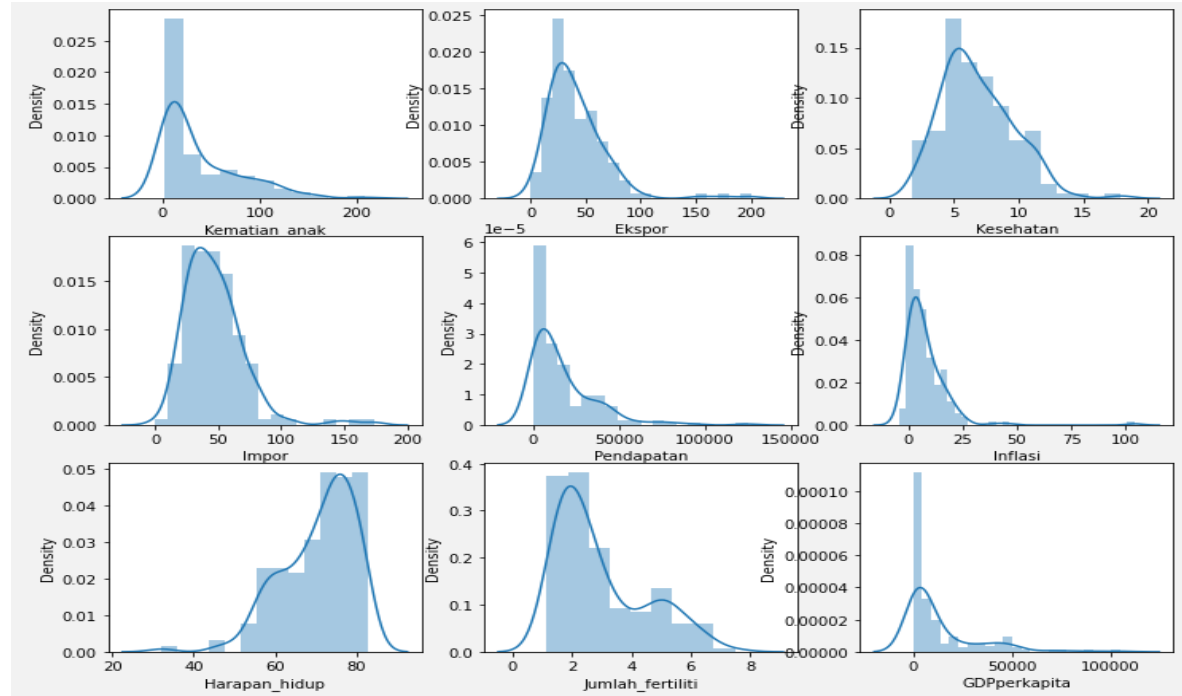 Density
0.025
0.020
0.015
0.010
0.005
0.000
0 100 200
Kematian_anak
Density
0.025
0.020
0.015
0.010
0.005
0.000
0 50 100 150 200
Ekspor
Density
0.15
0.10
0.05
0.00
0 5 10 15 20
Kesehatan
Density
0.015
0.010
0.005
0.000
0 50 100 150 200
Impor
1e-5
Density
6
5
4
3
2
1
0
0 50000 100000 150000
Pendapatan
Density
0.08
0.06
0.04
0.02
0.00
0 25 50 75 100
Inflasi
Density
0.05
0.04
0.03
0.02
0.01
0.00
20 40 60 80
Harapan_hidup
Density
0.4
0.3
0.2
0.1
0.0
0 2 4 6 8
Jumlah_fertiliti
Density
0.00010
0.00008
0.00006
0.00004
0.00002
0.00000
0 50000 100000
GDPperkapita